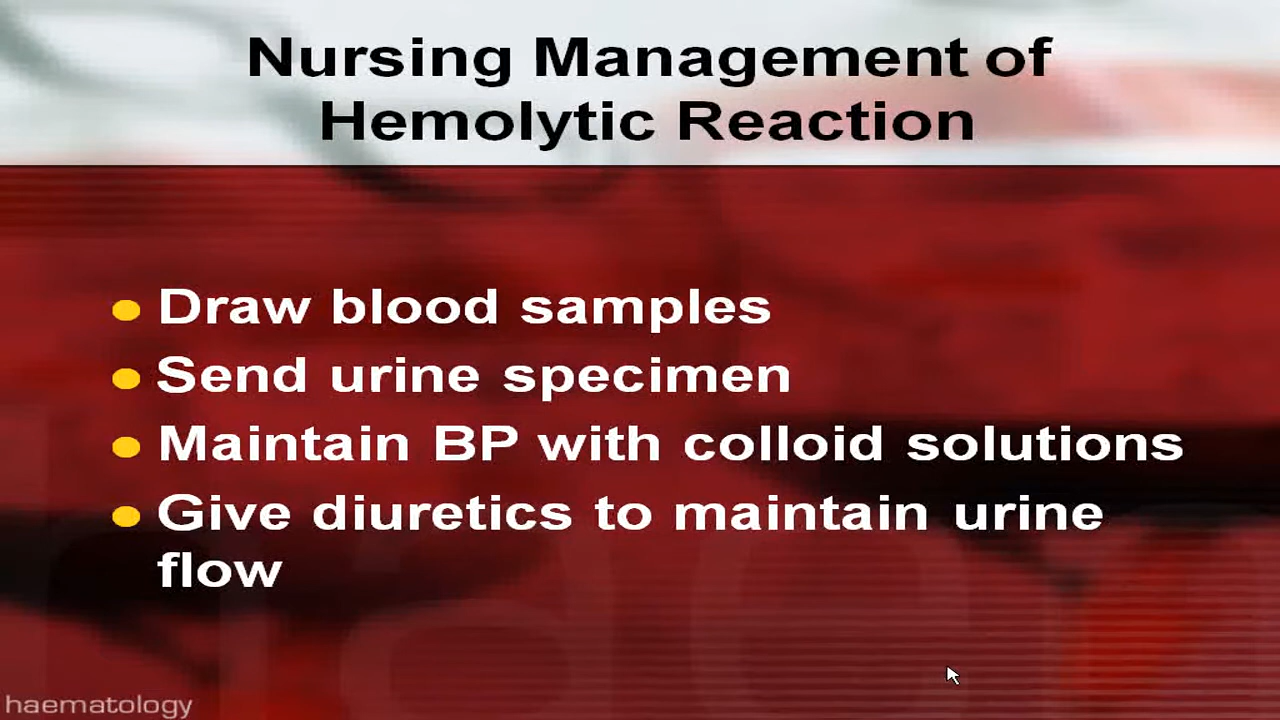 Nursing Management of
Hemolytic Reaction
Draw blood samples
Send urine specimen
Maintain BP with colloid solutions
Give diuretics to maintain urine
flow
haematology